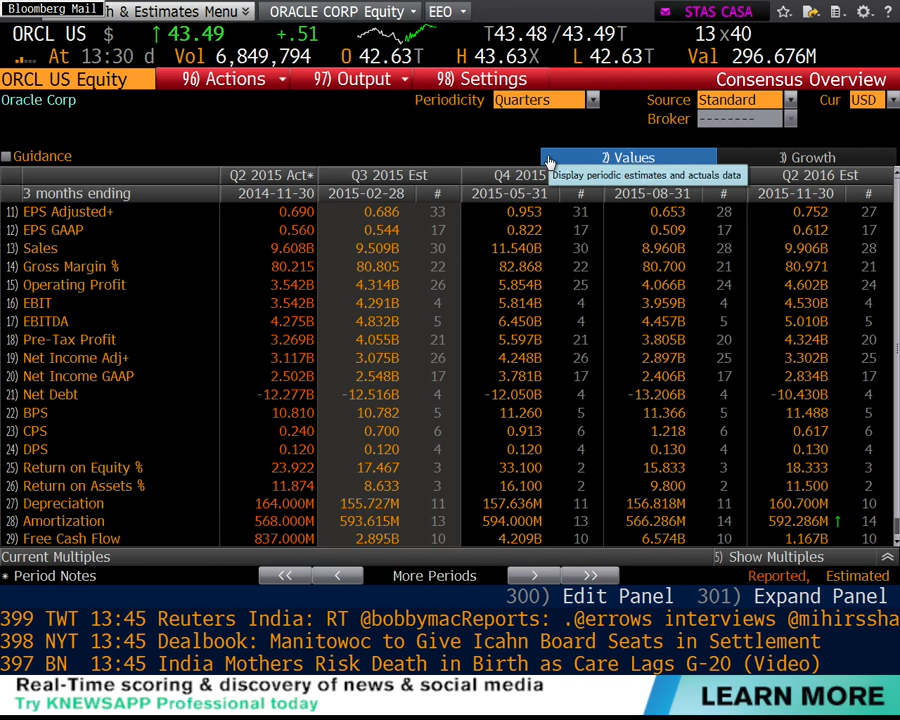 Bloomberg Mail h & Estimates Menu ORACLE CORP Equity EEO STAS CASA
ORCL US $ ↑ 43.49 +.51 T43.48 /43.49T 13x40
At 13:30 d Vol 6,849,794 O 42.63T H 43.63X L 42.63T Val 296.676M
ORCL US Equity 96) Actions 97) Output 98) Settings Consensus Overview
Oracle Corp Periodicity Quarters Source Standard Cur USD
Broker --------
Guidance 2) Values 3) Growth
Q2 2015 Act* Q3 2015 Est Q4 2015 Display periodic estimates and actuals data Q2 2016 Est
3 months ending 2014-11-30 2015-02-28 # 2015-05-31 # 2015-08-31 # 2015-11-30 #
11) EPS Adjusted+ 0.690 0.686 33 0.953 31 0.653 28 0.752 27
12) EPS GAAP 0.560 0.544 17 0.822 17 0.509 17 0.612 17
13) Sales 9.608B 9.509B 30 11.540B 30 8.960B 28 9.906B 28
14) Gross Margin % 80.215 80.805 22 82.868 22 80.700 21 80.971 21
15) Operating Profit 3.542B 4.314B 26 5.854B 25 4.066B 24 4.602B 24
16) EBIT 3.542B 4.291B 4 5.814B 4 3.959B 4 4.530B 4
17) EBITDA 4.275B 4.832B 5 6.450B 4 4.457B 5 5.010B 5
18) Pre-Tax Profit 3.269B 4.055B 21 5.597B 21 3.805B 20 4.324B 20
19) Net Income Adj+ 3.117B 3.075B 26 4.248B 26 2.897B 25 3.302B 25
20) Net Income GAAP 2.502B 2.548B 17 3.781B 17 2.406B 17 2.834B 17
21) Net Debt -12.277B -12.516B 4 -12.050B 4 -13.206B 4 -10.430B 4
22) BPS 10.810 10.782 5 11.260 5 11.366 5 11.488 5
23) CPS 0.240 0.700 6 0.913 6 1.218 6 0.617 6
24) DPS 0.120 0.120 4 0.120 4 0.130 4 0.130 4
25) Return on Equity % 23.922 17.467 3 33.100 2 15.833 3 18.333 3
26) Return on Assets % 11.874 8.633 3 16.100 2 9.800 2 11.500 2
27) Depreciation 164.000M 155.727M 11 157.636M 11 156.818M 11 160.700M 10
28) Amortization 568.000M 593.615M 13 594.000M 13 566.286M 14 592.286M ↑ 14
29) Free Cash Flow 837.000M 2.895B 10 4.209B 10 6.574B 10 1.167B 10
Current Multiples 5) Show Multiples
* Period Notes << < More Periods > >> Reported, Estimated
300) Edit Panel 301) Expand Panel
399 TWT 13:45 Reuters India: RT @bobbymacReports: .@errows interviews @mihirssha
398 NYT 13:45 Dealbook: Manitowoc to Give Icahn Board Seats in Settlement
397 BN 13:45 India Mothers Risk Death in Birth as Care Lags G-20 (Video)
Real-Time scoring & discovery of news & social media
Try KNEWSAPP Professional today
LEARN MORE